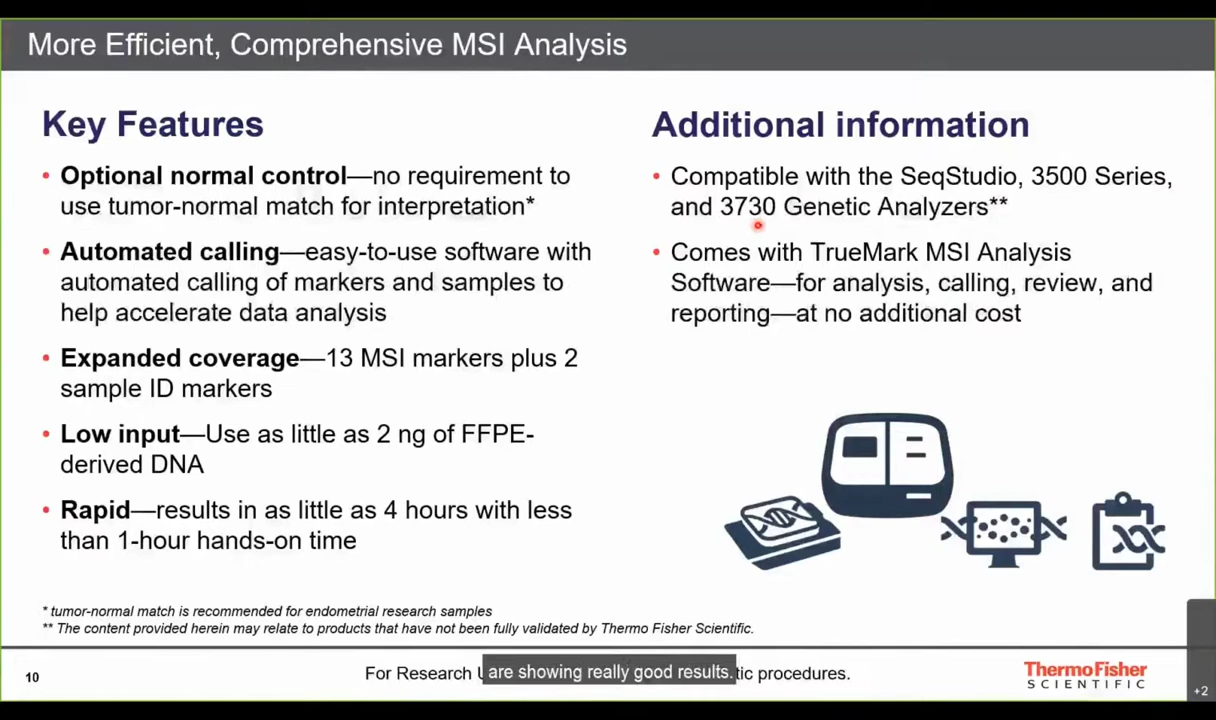 More Efficient, Comprehensive MSI Analysis
Key Features
• Optional normal control—no requirement to
use tumor-normal match for interpretation*
• Automated calling—easy-to-use software with
automated calling of markers and samples to
help accelerate data analysis
• Expanded coverage—13 MSI markers plus 2
sample ID markers
• Low input—Use as little as 2 ng of FFPE-
derived DNA
• Rapid—results in as little as 4 hours with less
than 1-hour hands-on time
Additional information
• Compatible with the SeqStudio, 3500 Series,
and 3730 Genetic Analyzers**
• Comes with TrueMark MSI Analysis
Software—for analysis, calling, review, and
reporting—at no additional cost
* tumor-normal match is recommended for endometrial research samples
** The content provided herein may relate to products that have not been fully validated by Thermo Fisher Scientific.
10
For Research
are showing really good results.
procedures.
ThermoFisher
SCIENTIFIC
+2